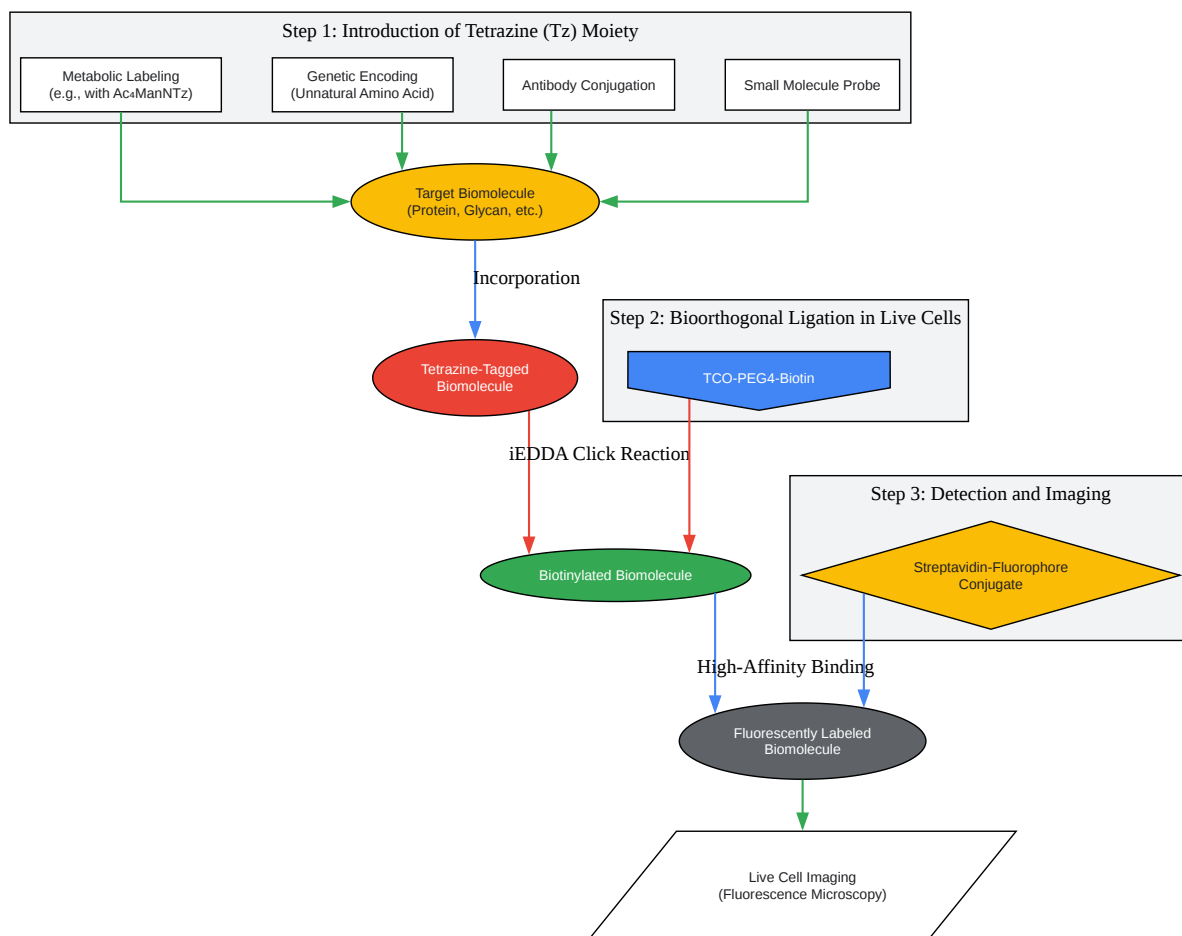 Step 1: Introduction of Tetrazine (Tz) Moiety
Metabolic Labeling
(e.g., with Ac₄ManNTz)
Genetic Encoding
(Unnatural Amino Acid)
Antibody Conjugation
Small Molecule Probe
Target Biomolecule
(Protein, Glycan, etc.)
Incorporation
Step 2: Bioorthogonal Ligation in Live Cells
TCO-PEG4-Biotin
Tetrazine-Tagged
Biomolecule
iEDDA Click Reaction
Step 3: Detection and Imaging
Streptavidin-Fluorophore
Conjugate
Biotinylated Biomolecule
High-Affinity Binding
Fluorescently Labeled
Biomolecule
Live Cell Imaging
(Fluorescence Microscopy)